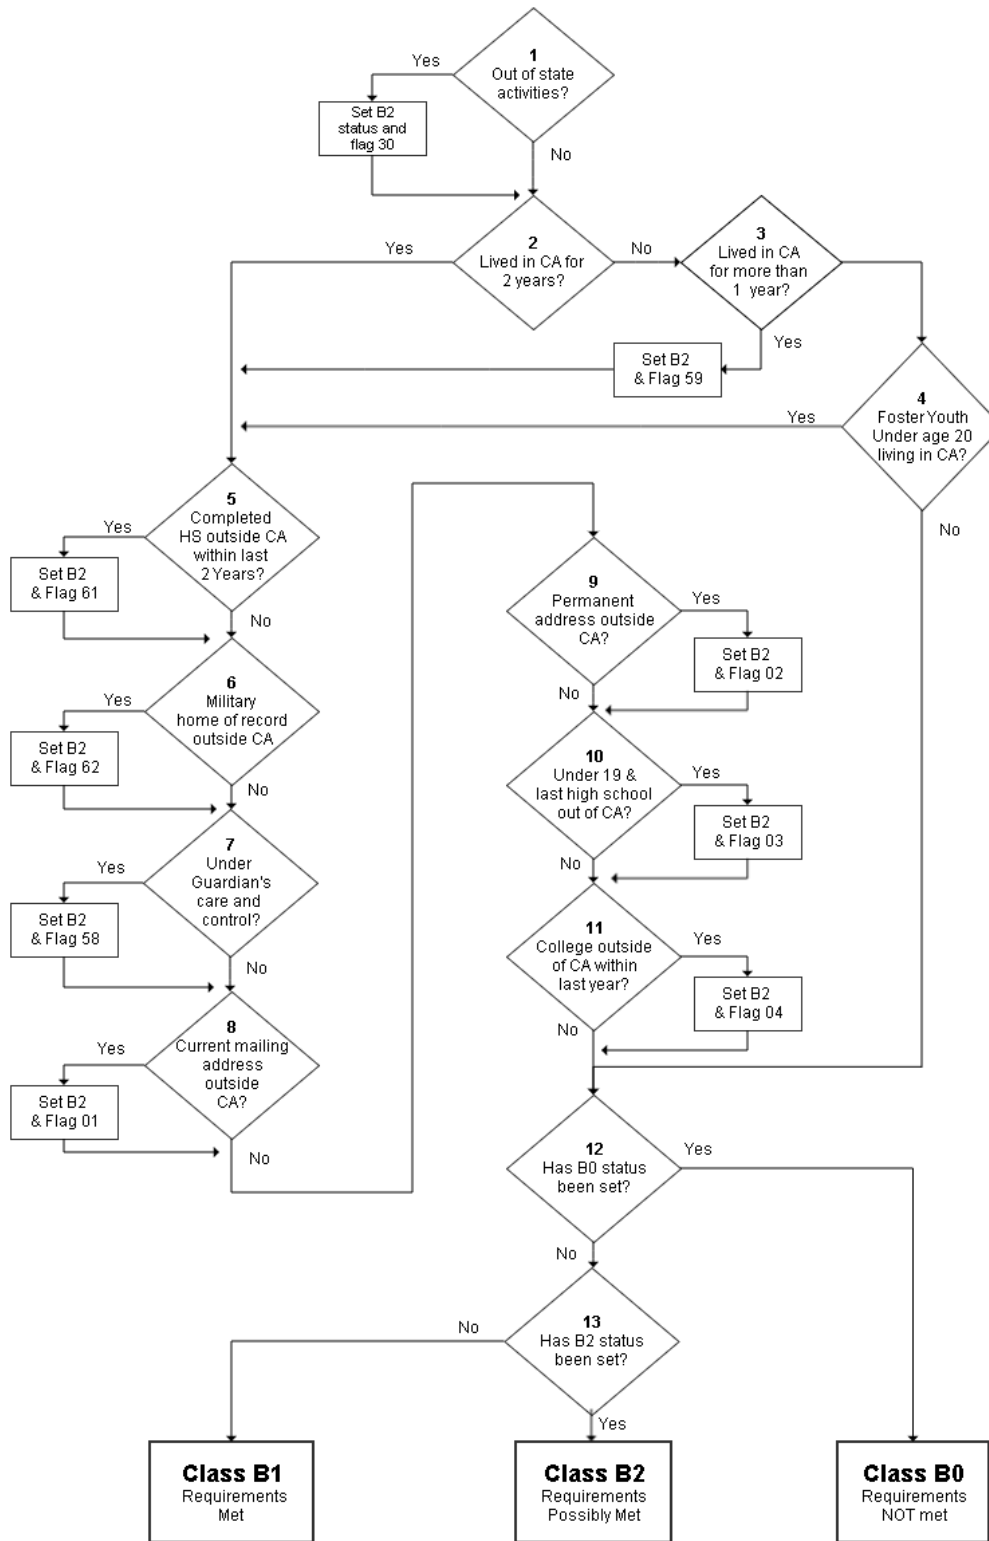 1
Out of state
activities?
Yes
Set B2
status and
flag 30
No
2
Lived in CA for
2 years?
Yes
No
3
Lived in CA
for more than
1 year?
Yes
Set B2
& Flag 59
4
Foster Youth
Under age 20
living in CA?
Yes
No
5
Completed
HS outside CA
within last
2 Years?
Yes
Set B2
& Flag 61
No
6
Military
home of record
outside CA
Yes
Set B2
& Flag 62
No
7
Under
Guardian's
care and
control?
Yes
Set B2
& Flag 58
No
8
Current mailing
address
outside
CA?
Yes
Set B2
& Flag 01
No
9
Permanent
address outside
CA?
Yes
Set B2
& Flag 02
No
10
Under 19 &
last high school
out of CA?
Yes
Set B2
& Flag 03
No
11
College outside
of CA within
last year?
Yes
Set B2
& Flag 04
No
12
Has B0 status
been set?
Yes
No
13
Has B2 status
been set?
No
Yes
Class B1
Requirements
Met
Class B2
Requirements
Possibly Met
Class B0
Requirements
NOT met